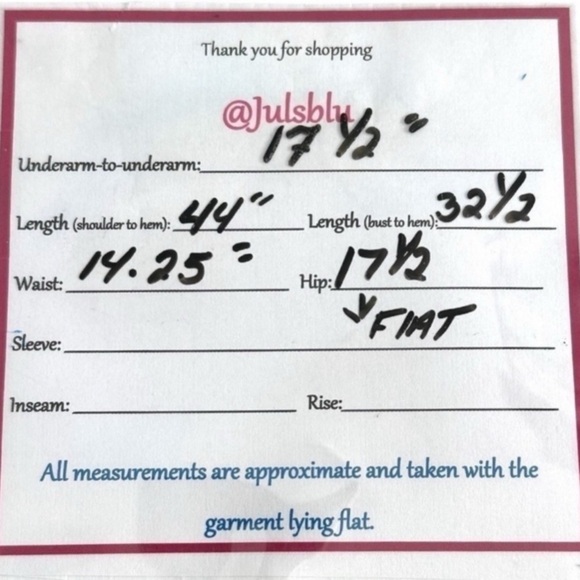 Thank you for shopping
@Julsblu
Underarm-to-underarm: 17 1/2"
Length (shoulder to hem): 44" Length (bust to hem): 32 1/2
Waist: 14.25" Hip: 17 1/2
FlAT
Sleeve:
Inseam: Rise:
All measurements are approximate and taken with the
garment lying flat.